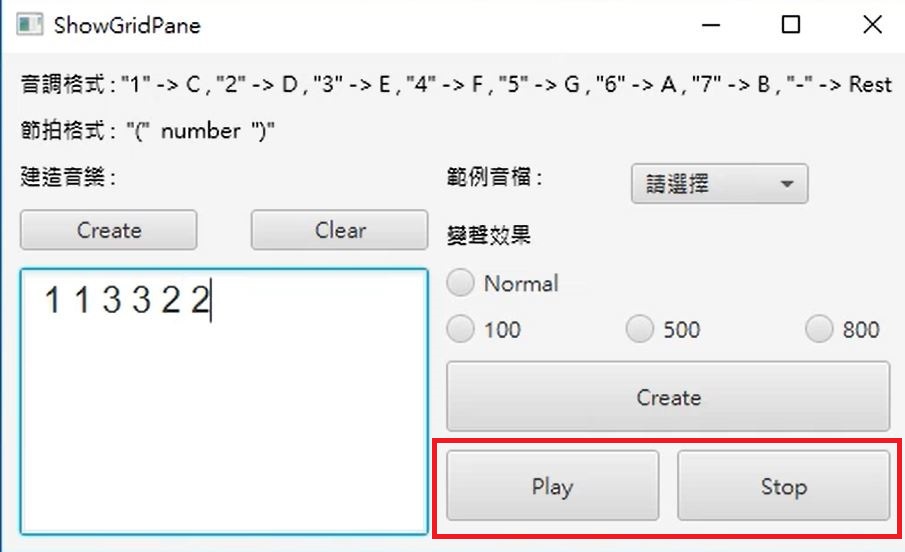 ShowGridPane
音調格式 : "1" -> C , "2" -> D , "3" -> E , "4" -> F , "5" -> G , "6" -> A , "7" -> B , "-" -> Rest
節拍格式 : "(" number ")"
建造音樂 :
Create Clear
1 1 3 3 2 2
範例音檔 : 請選擇
變聲效果
Normal
100 500 800
Create
Play Stop